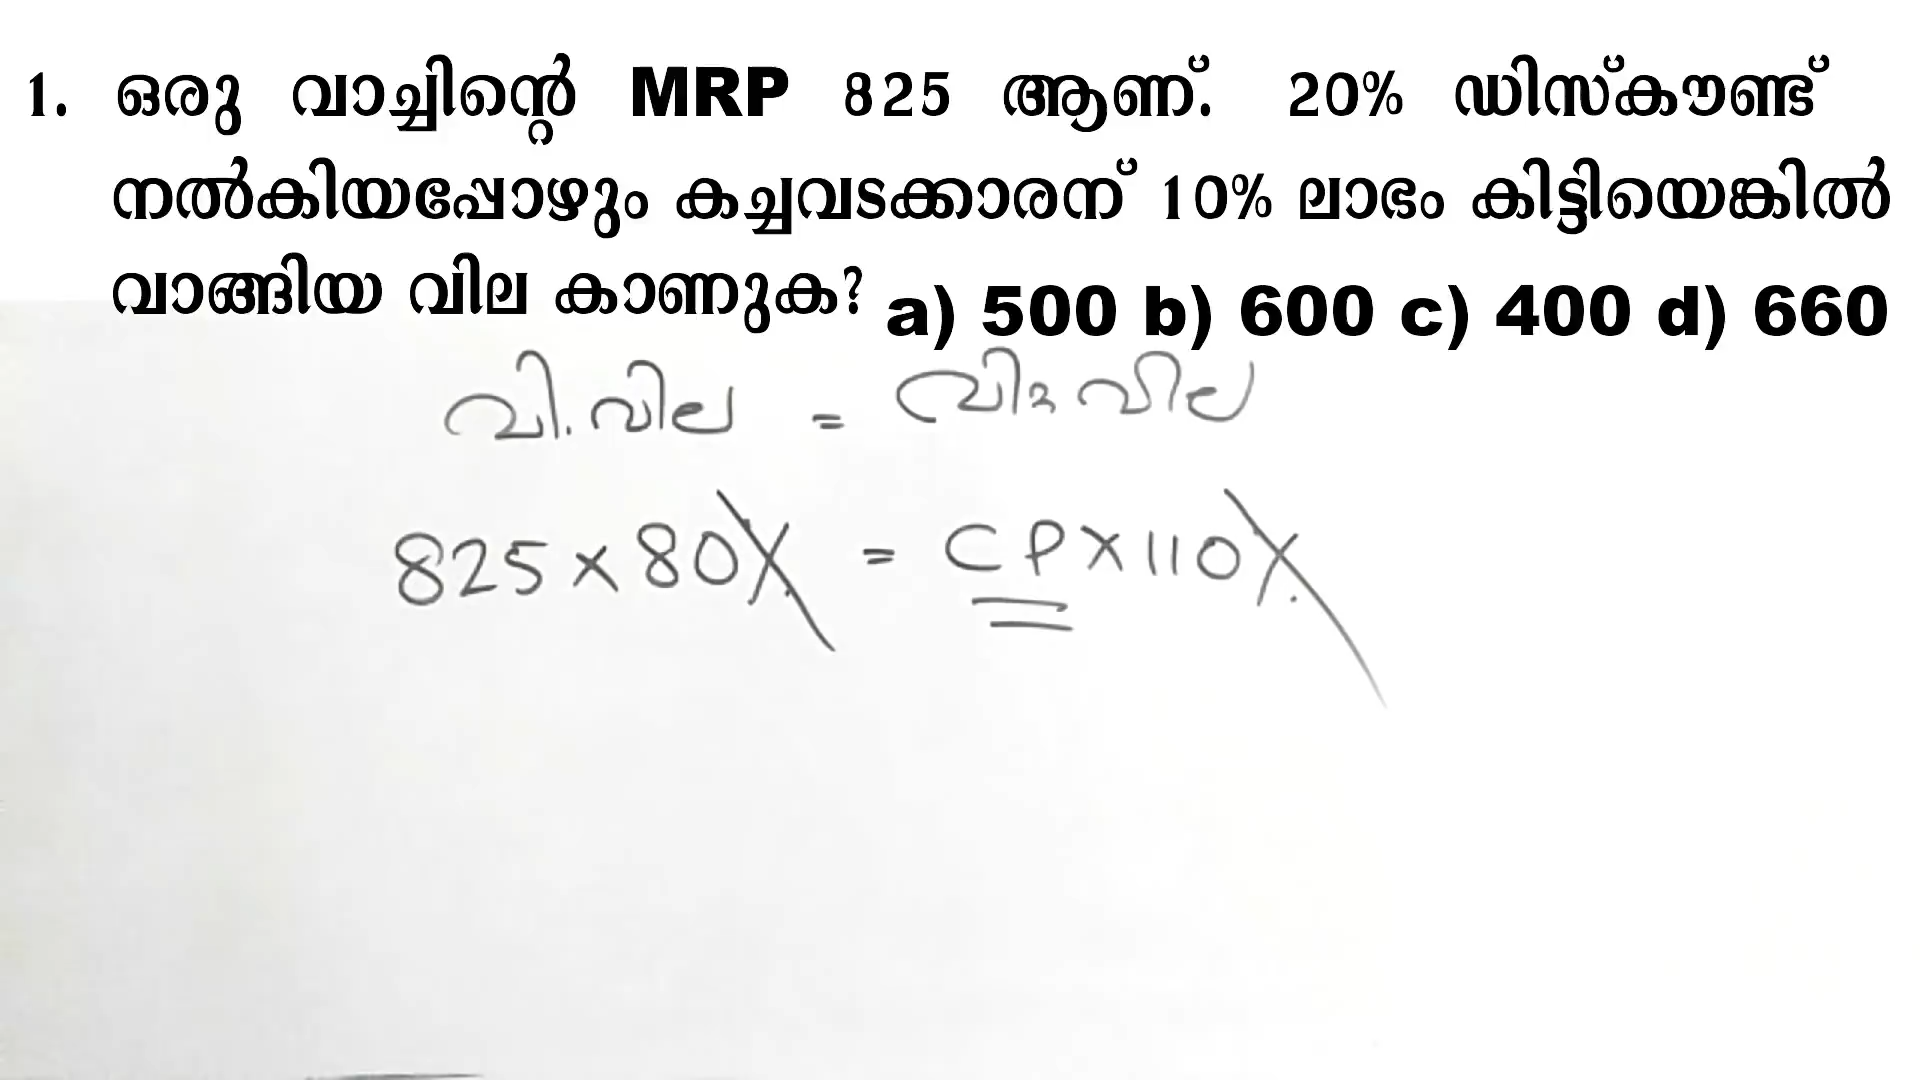 1. ഒരു വാച്ചിന്റെ MRP 825 ആണ്. 20% ഡിസ്കൗണ്ട്
നൽകിയപ്പോഴും കച്ചവടക്കാരന് 10% ലാഭം കിട്ടിയെങ്കിൽ
വാങ്ങിയ വില കാണുക? a) 500 b) 600 c) 400 d) 660
വി. വില = വില
825 x 80% = CP x 110%